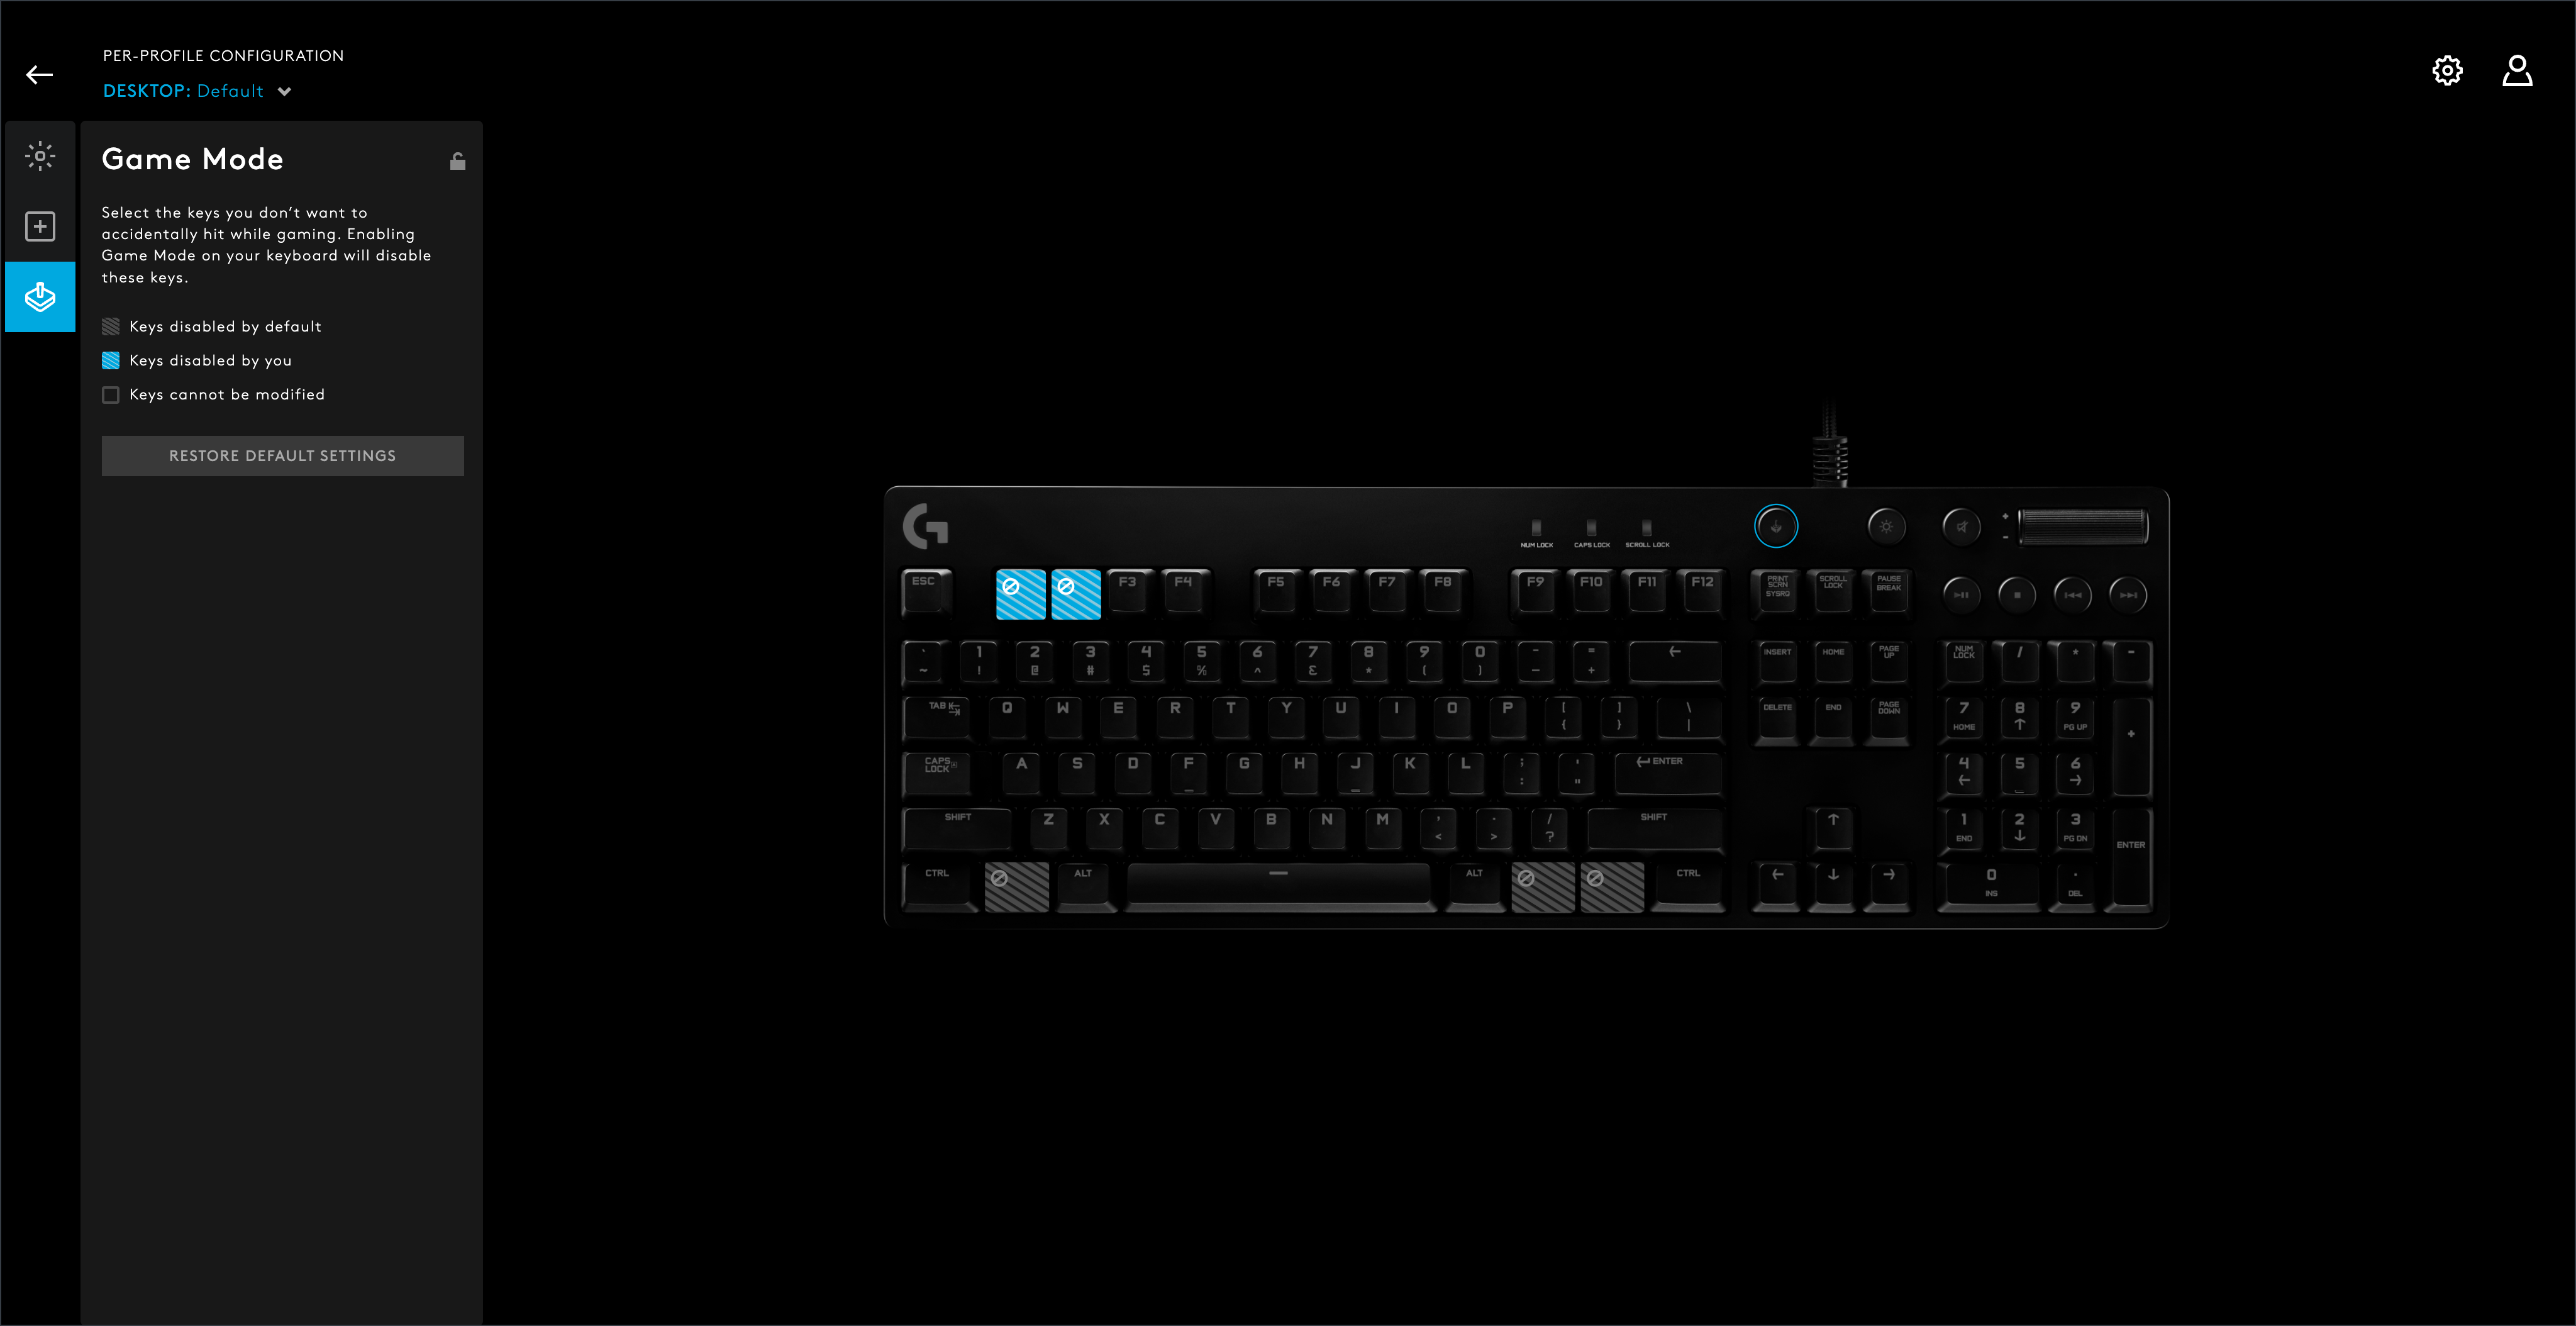 PER-PROFILE CONFIGURATION
DESKTOP: Default
Game Mode
Select the keys you don’t want to
accidentally hit while gaming. Enabling
Game Mode on your keyboard will disable
these keys.
Keys disabled by default
Keys disabled by you
Keys cannot be modified
RESTORE DEFAULT SETTINGS
NUM LOCK CAPS LOCK SCROLL LOCK
+
-
ESC F3 F4 F5 F6 F7 F8 F9 F10 F11 F12 PRINT SCRN SYSRQ SCROLL LOCK PAUSE BREAK
` ~ 1 ! 2 @ 3 # 4 $ 5 % 6 ^ 7 & 8 * 9 ( 0 ) - _ = + ← INSERT HOME PAGE UP NUM LOCK / * -
TAB Q W E R T Y U I O P [ { ] } \ | DELETE END PAGE DOWN 7 HOME 8 ↑ 9 PG UP +
CAPS LOCK A S D F G H J K L ; : ' " ↵ ENTER 4 ← 5 6 →
SHIFT Z X C V B N M , < . > / ? SHIFT ↑ 1 END 2 ↓ 3 PG DN ENTER
CTRL ALT ALT CTRL ← ↓ → 0 INS . DEL